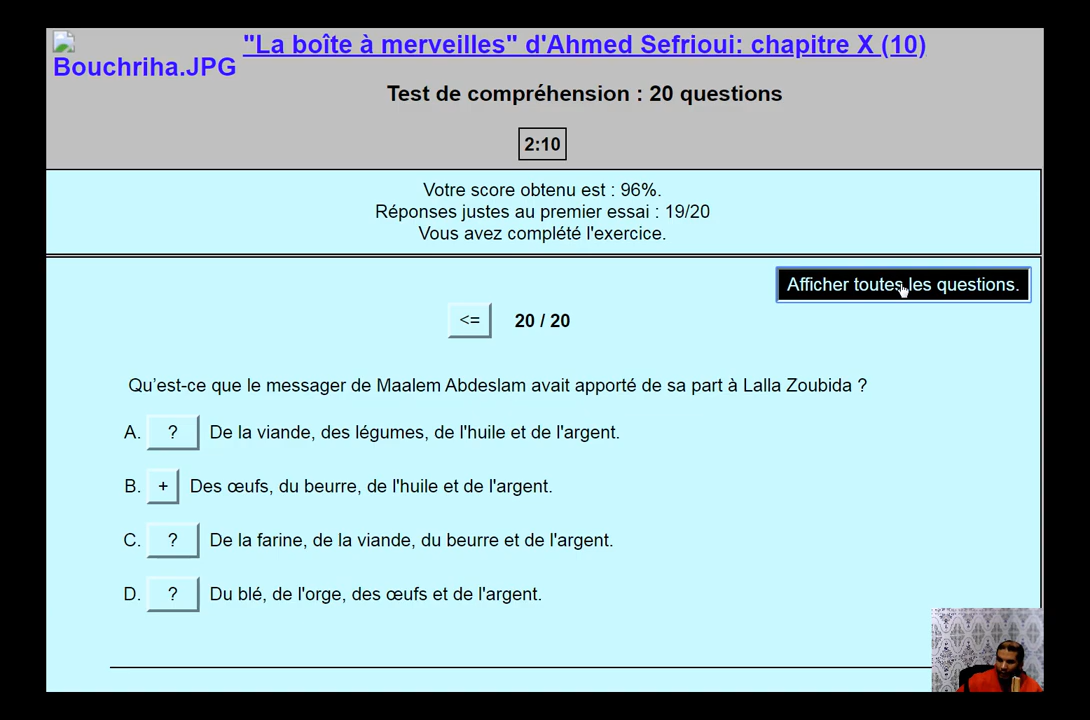 "La boîte à merveilles" d'Ahmed Sefrioui: chapitre X (10)
Bouchriha.JPG
Test de compréhension : 20 questions
2:10
Votre score obtenu est : 96%.
Réponses justes au premier essai : 19/20
Vous avez complété l'exercice.
Afficher toutes les questions.
<= 20 / 20
Qu'est-ce que le messager de Maalem Abdeslam avait apporté de sa part à Lalla Zoubida ?
A. ? De la viande, des légumes, de l'huile et de l'argent.
B. + Des œufs, du beurre, de l'huile et de l'argent.
C. ? De la farine, de la viande, du beurre et de l'argent.
D. ? Du blé, de l'orge, des œufs et de l'argent.